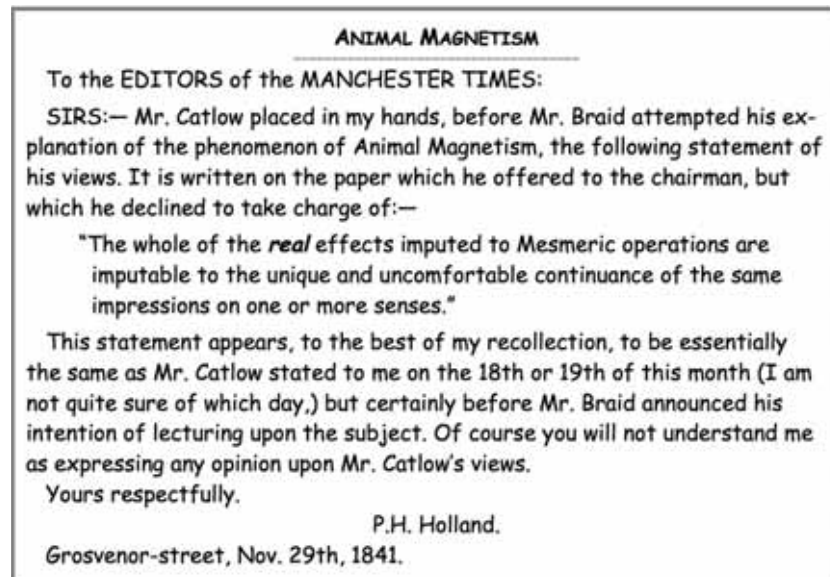 ANIMAL MAGNETISM
To the EDITORS of the MANCHESTER TIMES:
SIRS:— Mr. Catlow placed in my hands, before Mr. Braid attempted his ex-
planation of the phenomenon of Animal Magnetism, the following statement of
his views. It is written on the paper which he offered to the chairman, but
which he declined to take charge of:—
"The whole of the real effects imputed to Mesmeric operations are
imputable to the unique and uncomfortable continuance of the same
impressions on one or more senses."
This statement appears, to the best of my recollection, to be essentially
the same as Mr. Catlow stated to me on the 18th or 19th of this month (I am
not quite sure of which day,) but certainly before Mr. Braid announced his
intention of lecturing upon the subject. Of course you will not understand me
as expressing any opinion upon Mr. Catlow's views.
Yours respectfully.
P.H. Holland.
Grosvenor-street, Nov. 29th, 1841.